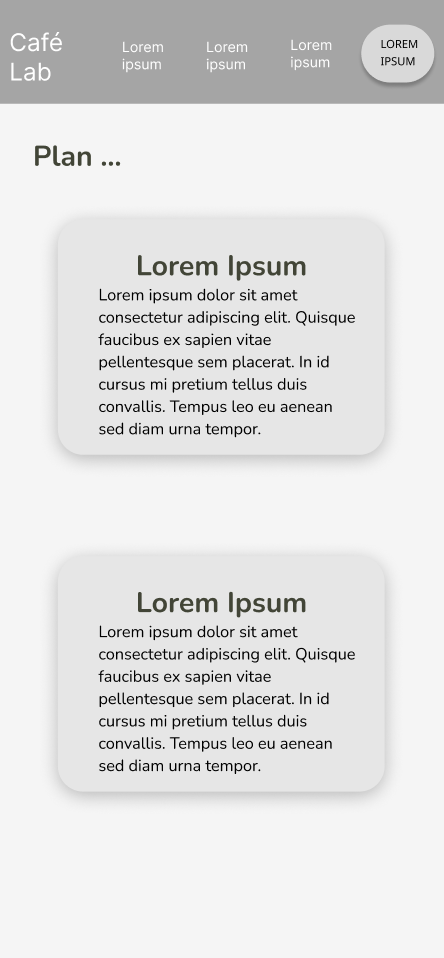 Café
Lab
Lorem
ipsum
Lorem
ipsum
Lorem
ipsum
LOREM
IPSUM
Plan ...
Lorem Ipsum
Lorem ipsum dolor sit amet
consectetur adipiscing elit. Quisque
faucibus ex sapien vitae
pellentesque sem placerat. In id
cursus mi pretium tellus duis
convallis. Tempus leo eu aenean
sed diam urna tempor.
Lorem Ipsum
Lorem ipsum dolor sit amet
consectetur adipiscing elit. Quisque
faucibus ex sapien vitae
pellentesque sem placerat. In id
cursus mi pretium tellus duis
convallis. Tempus leo eu aenean
sed diam urna tempor.